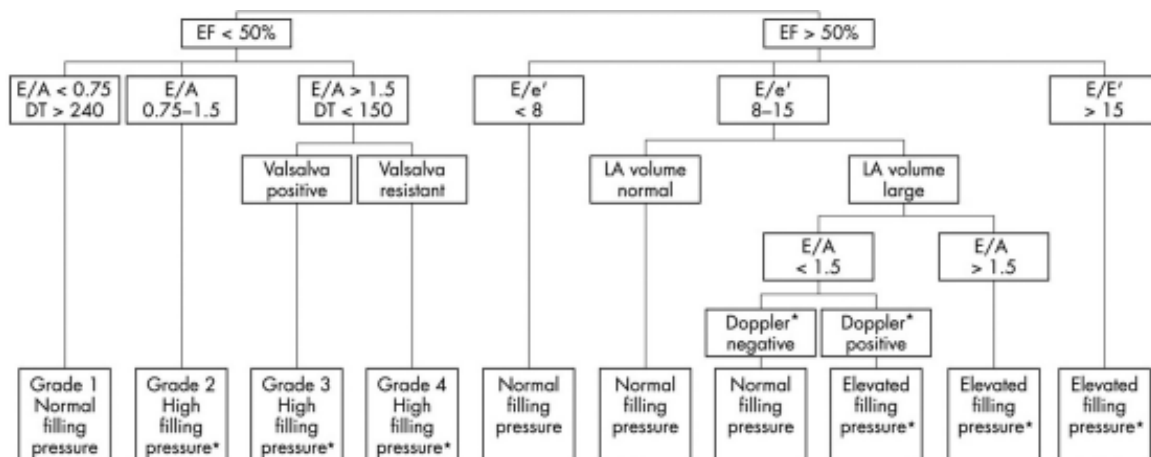 EF < 50%
EF > 50%
E/A < 0.75
DT > 240
E/A
0.75–1.5
E/A > 1.5
DT < 150
E/e′
< 8
E/e′
8–15
E/E′
> 15
Valsalva
positive
Valsalva
resistant
LA volume
normal
LA volume
large
E/A
< 1.5
E/A
> 1.5
Doppler*
negative
Doppler*
positive
Grade 1
Normal
filling
pressure
Grade 2
High
filling
pressure*
Grade 3
High
filling
pressure*
Grade 4
High
filling
pressure*
Normal
filling
pressure
Normal
filling
pressure
Normal
filling
pressure
Elevated
filling
pressure*
Elevated
filling
pressure*
Elevated
filling
pressure*